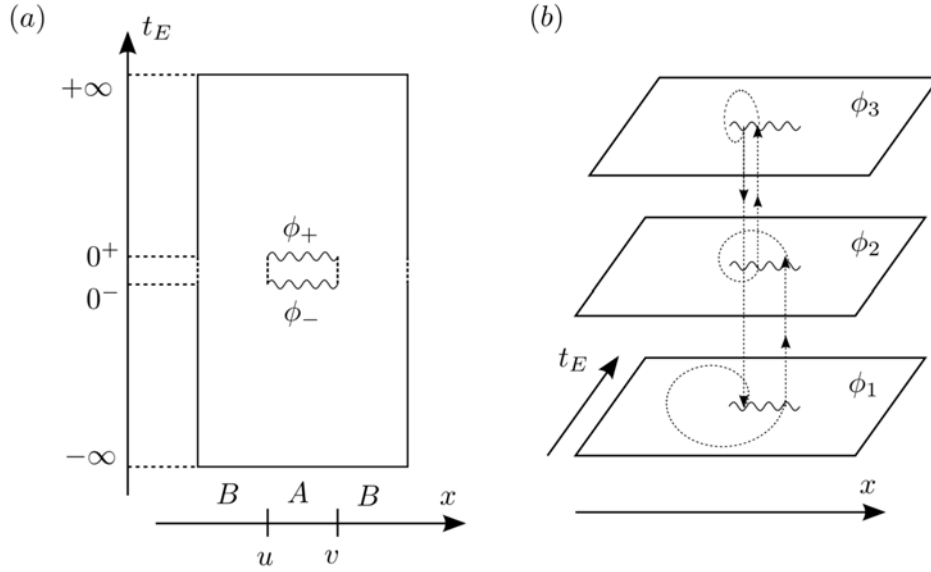 (a)
t_E
+∞
ϕ_+
0^+
0^-
ϕ_-
-∞
B A B x
u v
(b)
ϕ_3
ϕ_2
t_E
ϕ_1
x